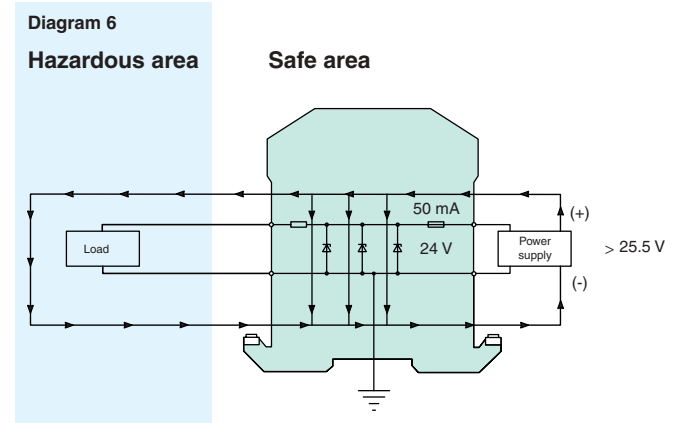 Diagram 6
Hazardous area
Safe area
50 mA
24 V
Load
(+)
Power
supply
> 25.5 V
(-)